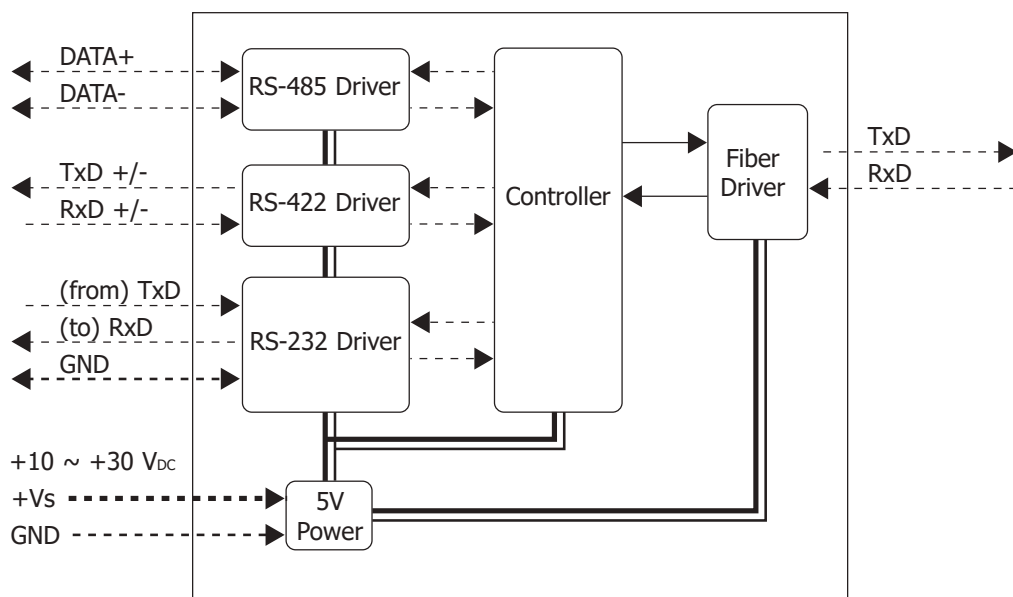 DATA+
DATA-
RS-485 Driver
TxD +/-
RxD +/-
RS-422 Driver
(from) TxD
(to) RxD
GND
RS-232 Driver
Controller
Fiber
Driver
TxD
RxD
+10 ~ +30 VDC
+Vs
GND
5V
Power